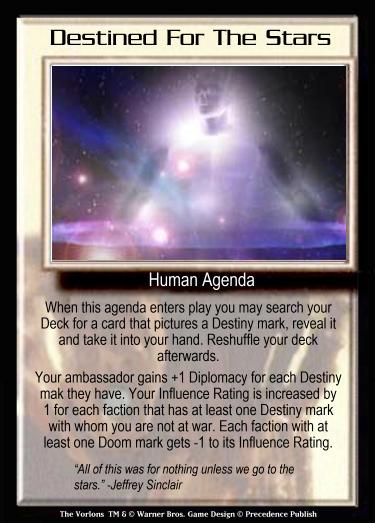 Destined For The Stars
Human Agenda
When this agenda enters play you may search your
Deck for a card that pictures a Destiny mark, reveal it
and take it into your hand. Reshuffle your deck
afterwards.
Your ambassador gains +1 Diplomacy for each Destiny
mak they have. Your Influence Rating is increased by
1 for each faction that has at least one Destiny mark
with whom you are not at war. Each faction with at
least one Doom mark gets -1 to its Influence Rating.
“All of this was for nothing unless we go to the
stars.” -Jeffrey Sinclair
The Vorlons TM & © Warner Bros. Game Design © Precedence Publish